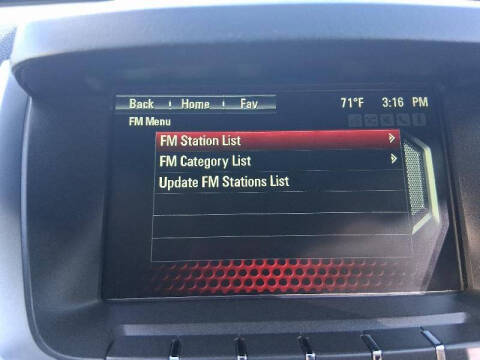 Back Home Fav 71°F 3:16 PM
FM Menu
FM Station List
FM Category List
Update FM Stations List